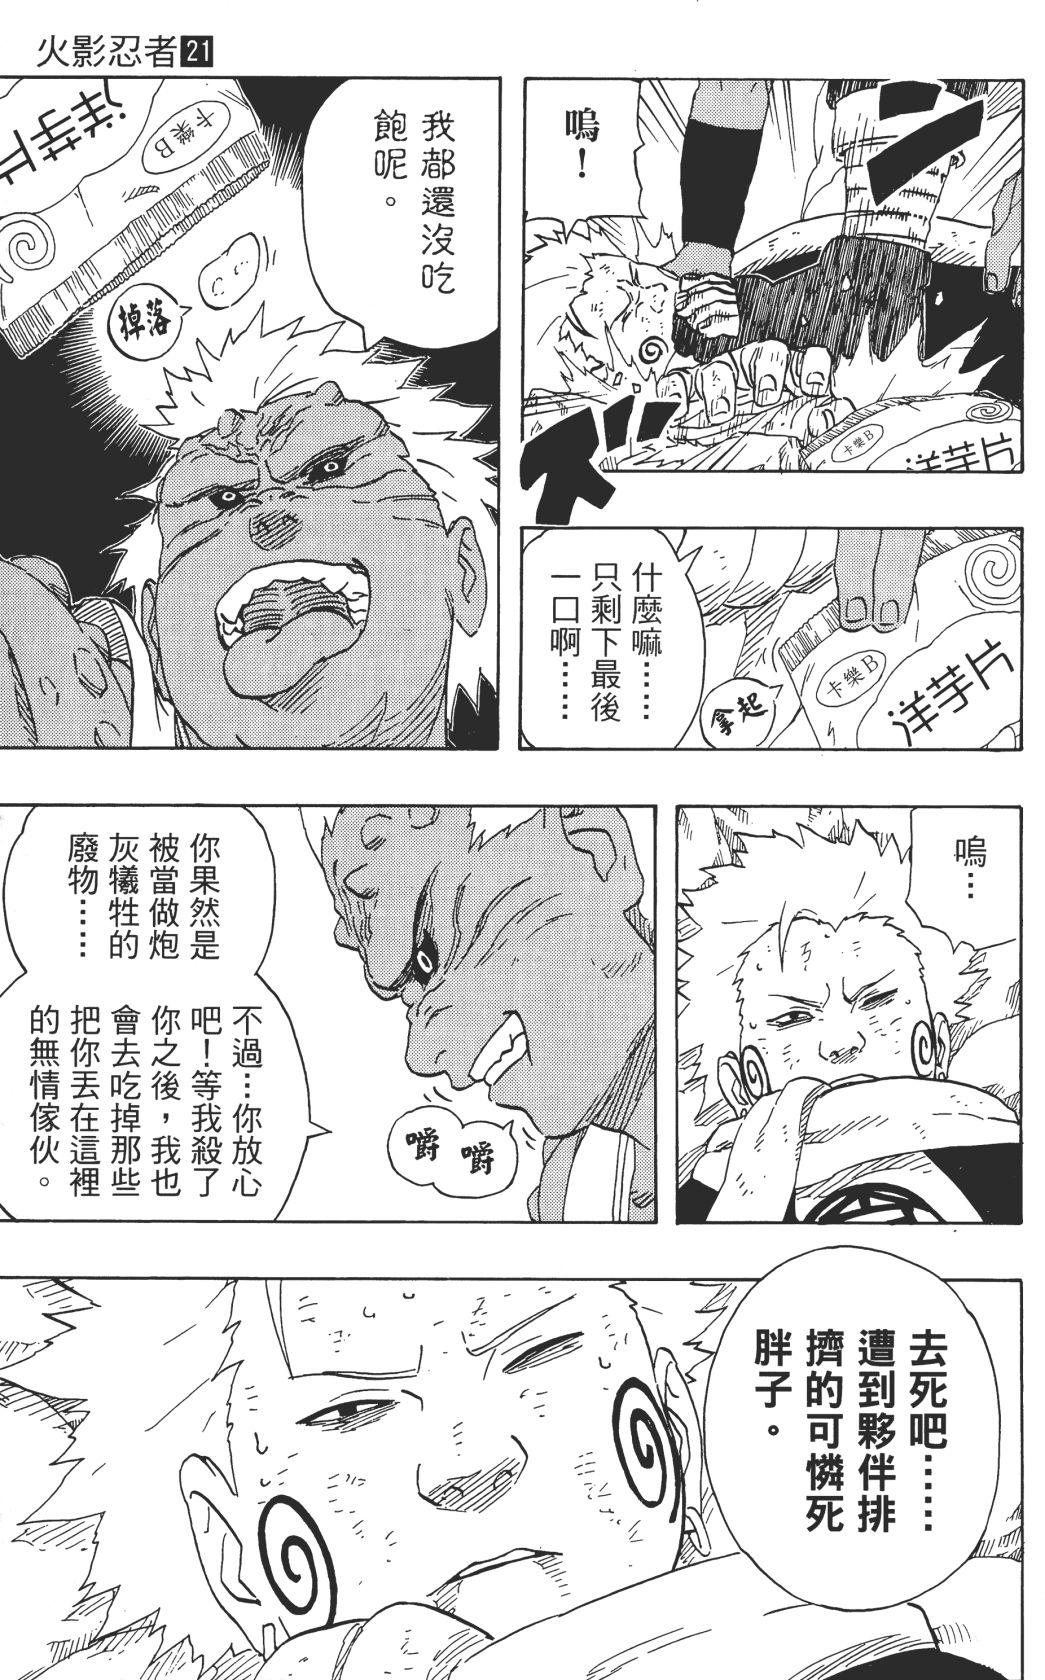 火影忍者21
嗚！
卡樂B
洋芋片
什麼嘛……
只剩下最後
一口啊……
拿起
卡樂B
洋芋片
我都還沒吃
飽呢。
卡樂B
洋芋片
掉落
嗚…
你果然是
被當做炮
灰犧牲的
廢物……
不過…你放心
吧！等我殺了
你之後，我也
會去吃掉那些
把你丟在這裡
的無情傢伙。
嚼嚼
去死吧……
遭到夥伴排
擠的可憐死
胖子。